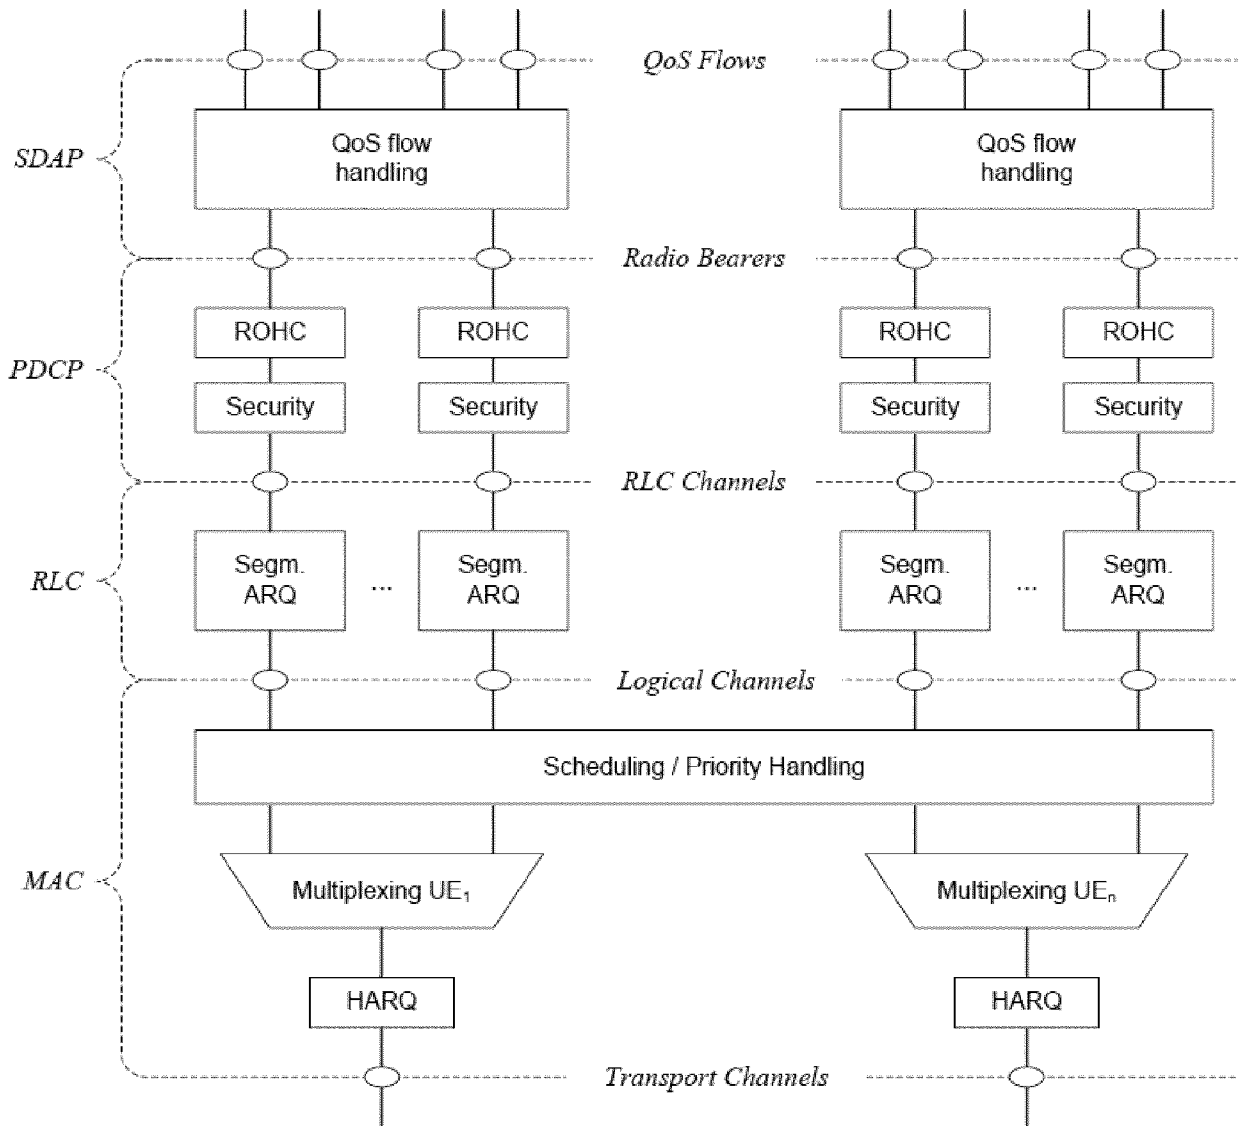 QoS Flows
QoS flow
handling
QoS flow
handling
SDAP
Radio Bearers
ROHC
ROHC
ROHC
ROHC
PDCP
Security
Security
Security
Security
RLC Channels
Segm.
ARQ
...
Segm.
ARQ
Segm.
ARQ
...
Segm.
ARQ
RLC
Logical Channels
Scheduling / Priority Handling
MAC
Multiplexing UE₁
Multiplexing UEₙ
HARQ
HARQ
Transport Channels